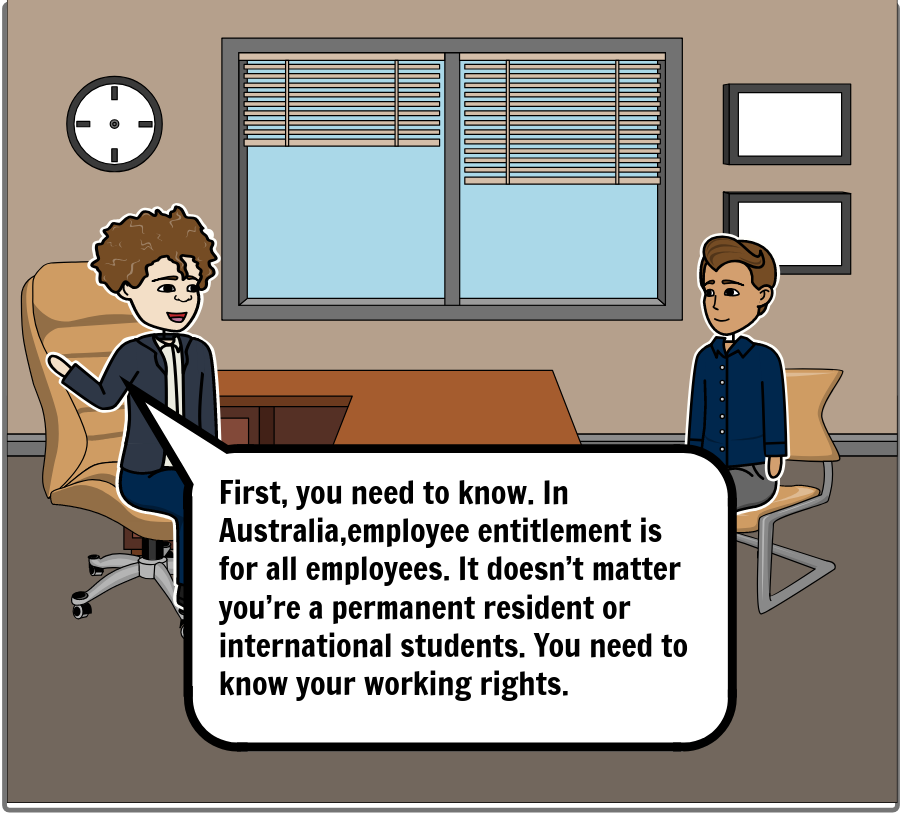 First, you need to know. In
Australia,employee entitlement is
for all employees. It doesn't matter
you're a permanent resident or
international students. You need to
know your working rights.